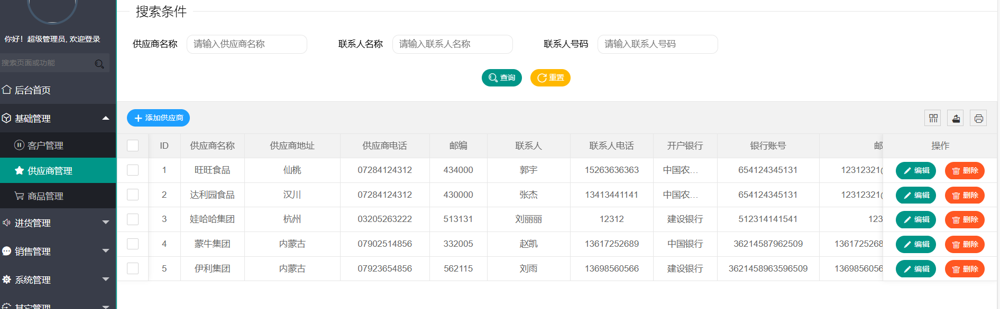 你好！超级管理员, 欢迎登录
搜索页面或功能
后台首页
基础管理
客户管理
供应商管理
商品管理
进货管理
销售管理
系统管理
其它管理
搜索条件
供应商名称 请输入供应商名称 联系人名称 请输入联系人名称 联系人号码 请输入联系人号码
查询 重置
添加供应商
ID 供应商名称 供应商地址 供应商电话 邮编 联系人 联系人电话 开户银行 银行账号 邮 操作
1 旺旺食品 仙桃 07284124312 434000 郭宇 15263636363 中国农... 654124345131 12312321( 编辑 删除
2 达利园食品 汉川 07284124312 430000 张杰 13413441141 中国农... 654124345131 12312321( 编辑 删除
3 娃哈哈集团 杭州 03205263222 513131 刘丽丽 12312 建设银行 512314141541 123 编辑 删除
4 蒙牛集团 内蒙古 07902514856 332005 赵凯 13617252689 中国银行 36214587962509 1361725268 编辑 删除
5 伊利集团 内蒙古 07923654856 562115 刘雨 13698560566 建设银行 3621458963596509 1369856056 编辑 删除